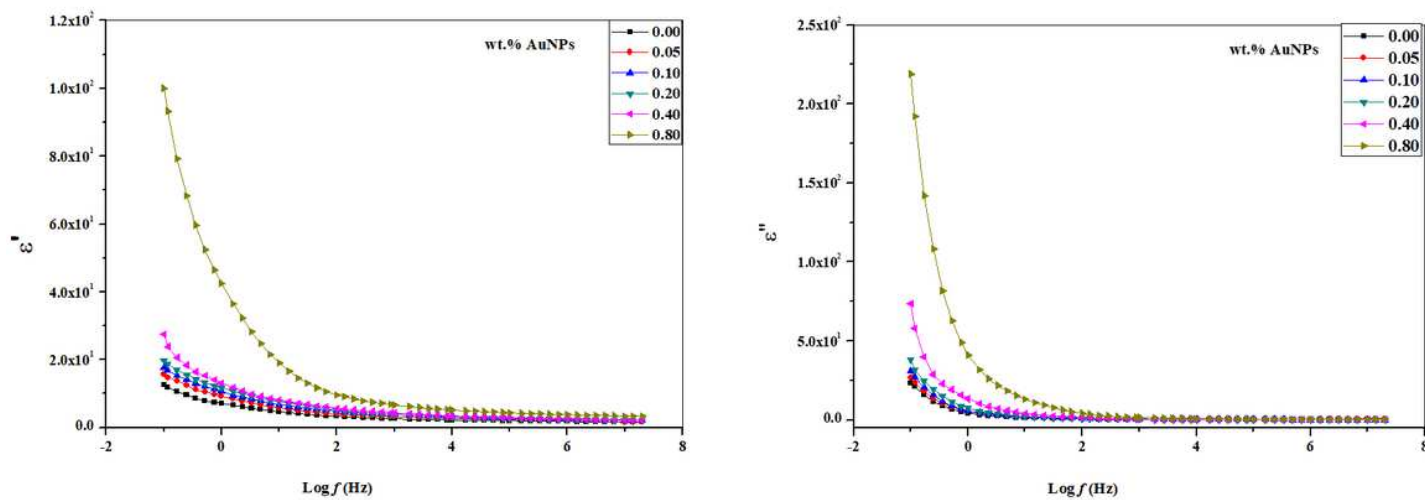 1.2x10²
1.0x10²
8.0x10¹
6.0x10¹
4.0x10¹
2.0x10¹
0.0
ε'
-2 0 2 4 6 8
Log f (Hz)
wt.% AuNPs
0.00
0.05
0.10
0.20
0.40
0.80
2.5x10²
2.0x10²
1.5x10²
1.0x10²
5.0x10¹
0.0
ε"
-2 0 2 4 6 8
Log f (Hz)
wt.% AuNPs
0.00
0.05
0.10
0.20
0.40
0.80